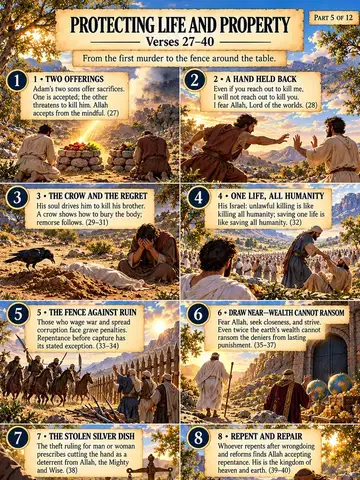 PROTECTING LIFE AND PROPERTY
PART 5 OF 12
Verses 27–40
From the first murder to the fence around the table.
1
1 • TWO OFFERINGS
Adam's two sons offer sacrifices.
One is accepted; the other
threatens to kill him. Allah
accepts from the mindful. (27)
2
2 • A HAND HELD BACK
Even if you reach out to kill me,
I will not reach out to kill you.
I fear Allah, Lord of the worlds. (28)
3
3 • THE CROW AND THE REGRET
His soul drives him to kill his brother.
A crow shows how to bury the body;
remorse follows. (29–31)
4
4 • ONE LIFE, ALL HUMANITY
His Israel: unlawful killing is like
killing all humanity; saving one life is
like saving all humanity. (32)
5
5 • THE FENCE AGAINST RUIN
Those who wage war and spread
corruption face grave penalties.
Repentance before capture has
its stated exception. (33–34)
6
6 • DRAW NEAR—WEALTH CANNOT RANSOM
Fear Allah, seek closeness, and strive.
Even twice the earth's wealth cannot
ransom the deniers from lasting
punishment. (35–37)
7
7 • THE STOLEN SILVER DISH
The theft ruling for man or woman
prescribes cutting the hand as a
deterrent from Allah, the Mighty
and Wise. (38)
8
8 • REPENT AND REPAIR
Whoever repents after wrongdoing
and reforms finds Allah accepting
repentance. His is the kingdom of
heaven and earth. (39–40)